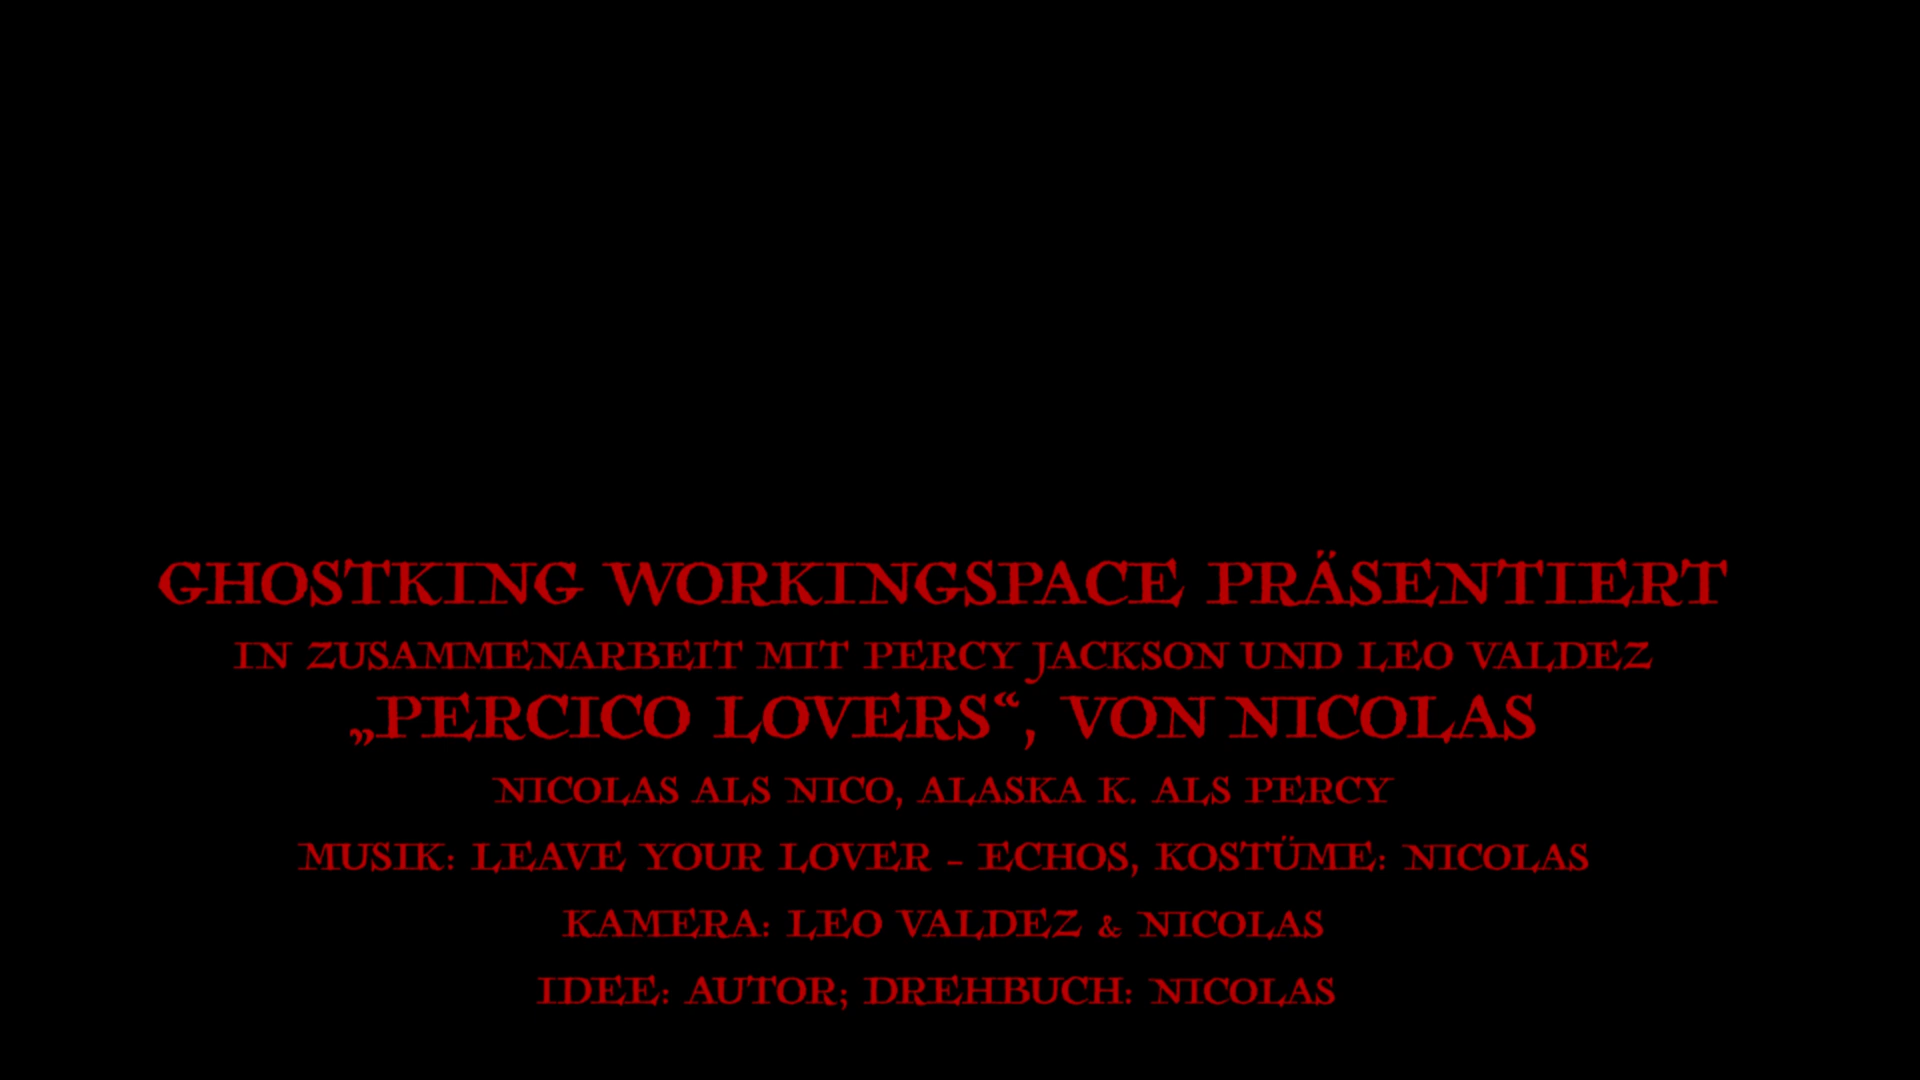 GHOSTKING WORKINGSPACE PRÄSENTIERT
IN ZUSAMMENARBEIT MIT PERCY JACKSON UND LEO VALDEZ
„PERCICO LOVERS“, VON NICOLAS
NICOLAS ALS NICO, ALASKA K. ALS PERCY
MUSIK: LEAVE YOUR LOVER – ECHOS, KOSTÜME: NICOLAS
KAMERA: LEO VALDEZ & NICOLAS
IDEE: AUTOR; DREHBUCH: NICOLAS